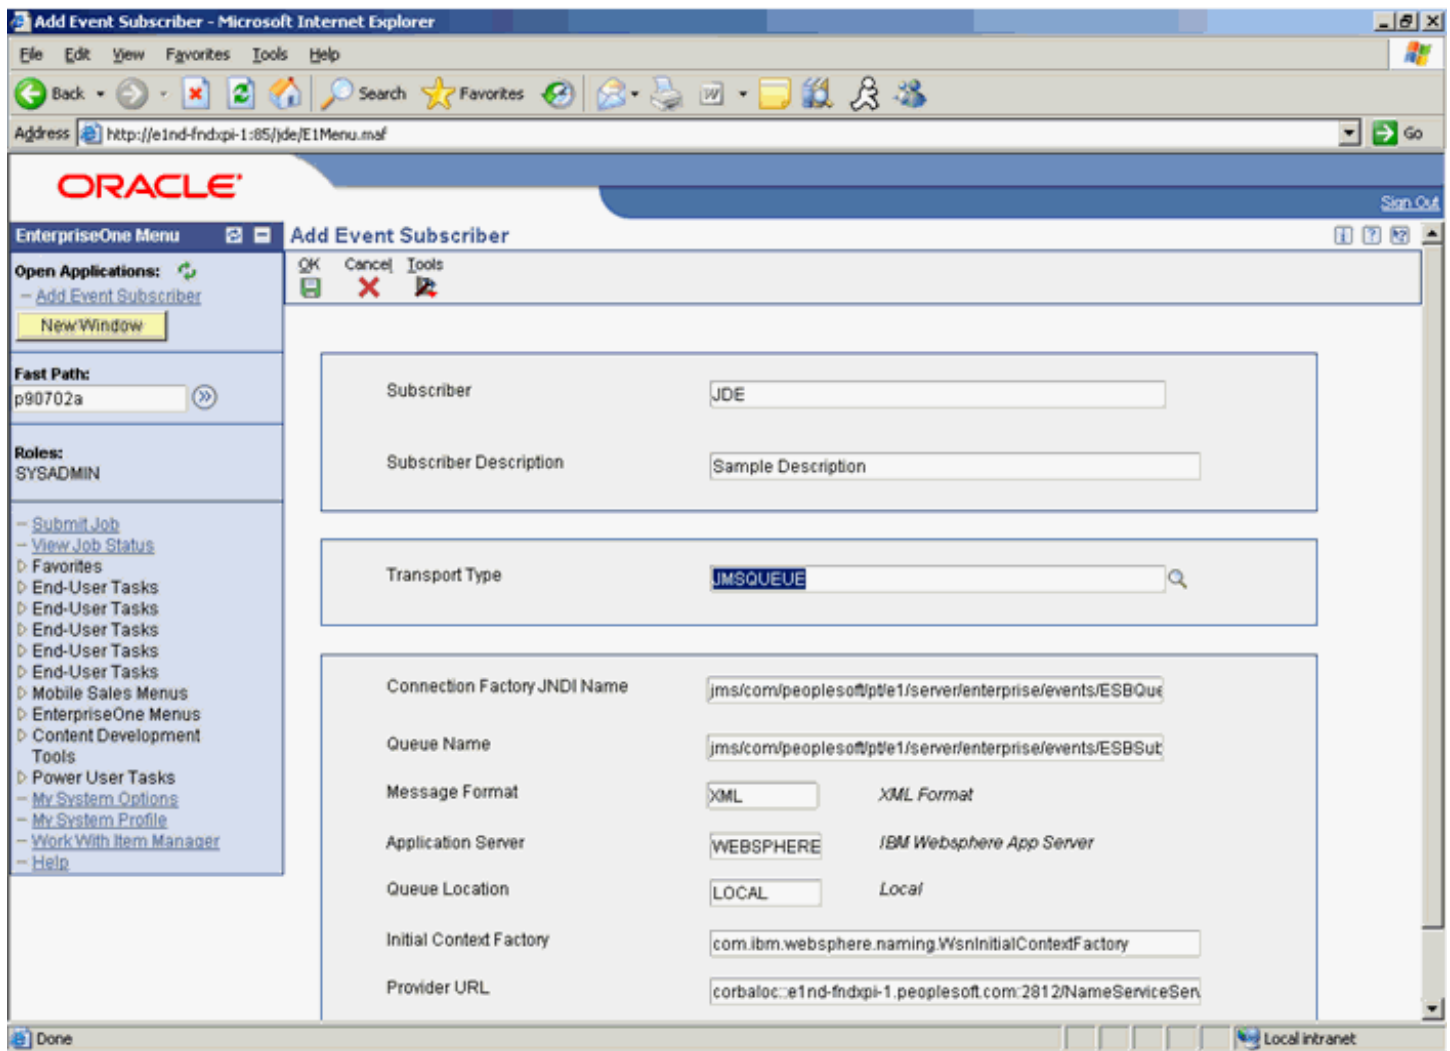 Add Event Subscriber - Microsoft Internet Explorer
File Edit View Favorites Tools Help
Back Search Favorites
Address http://e1nd-fndxpi-1:85/jde/E1Menu.maf Go
ORACLE
Sign Out
EnterpriseOne Menu
Add Event Subscriber
Open Applications:
Add Event Subscriber
New Window
OK Cancel Tools
Fast Path:
p90702a
Roles:
SYSADMIN
Submit Job
View Job Status
Favorites
End-User Tasks
End-User Tasks
End-User Tasks
End-User Tasks
End-User Tasks
Mobile Sales Menus
EnterpriseOne Menus
Content Development
Tools
Power User Tasks
My System Options
My System Profile
Work With Item Manager
Help
Subscriber JDE
Subscriber Description Sample Description
Transport Type JMSQUEUE
Connection Factory JNDI Name jms/com/peoplesoft/pt/e1/server/enterprise/events/ESBQue
Queue Name jms/com/peoplesoft/pt/e1/server/enterprise/events/ESBSub
Message Format XML XML Format
Application Server WEBSPHERE IBM Websphere App Server
Queue Location LOCAL Local
Initial Context Factory com.ibm.websphere.naming.WsnInitialContextFactory
Provider URL corbaloc::e1nd-fndxpi-1.peoplesoft.com:2812/NameServiceServ
Done Local intranet